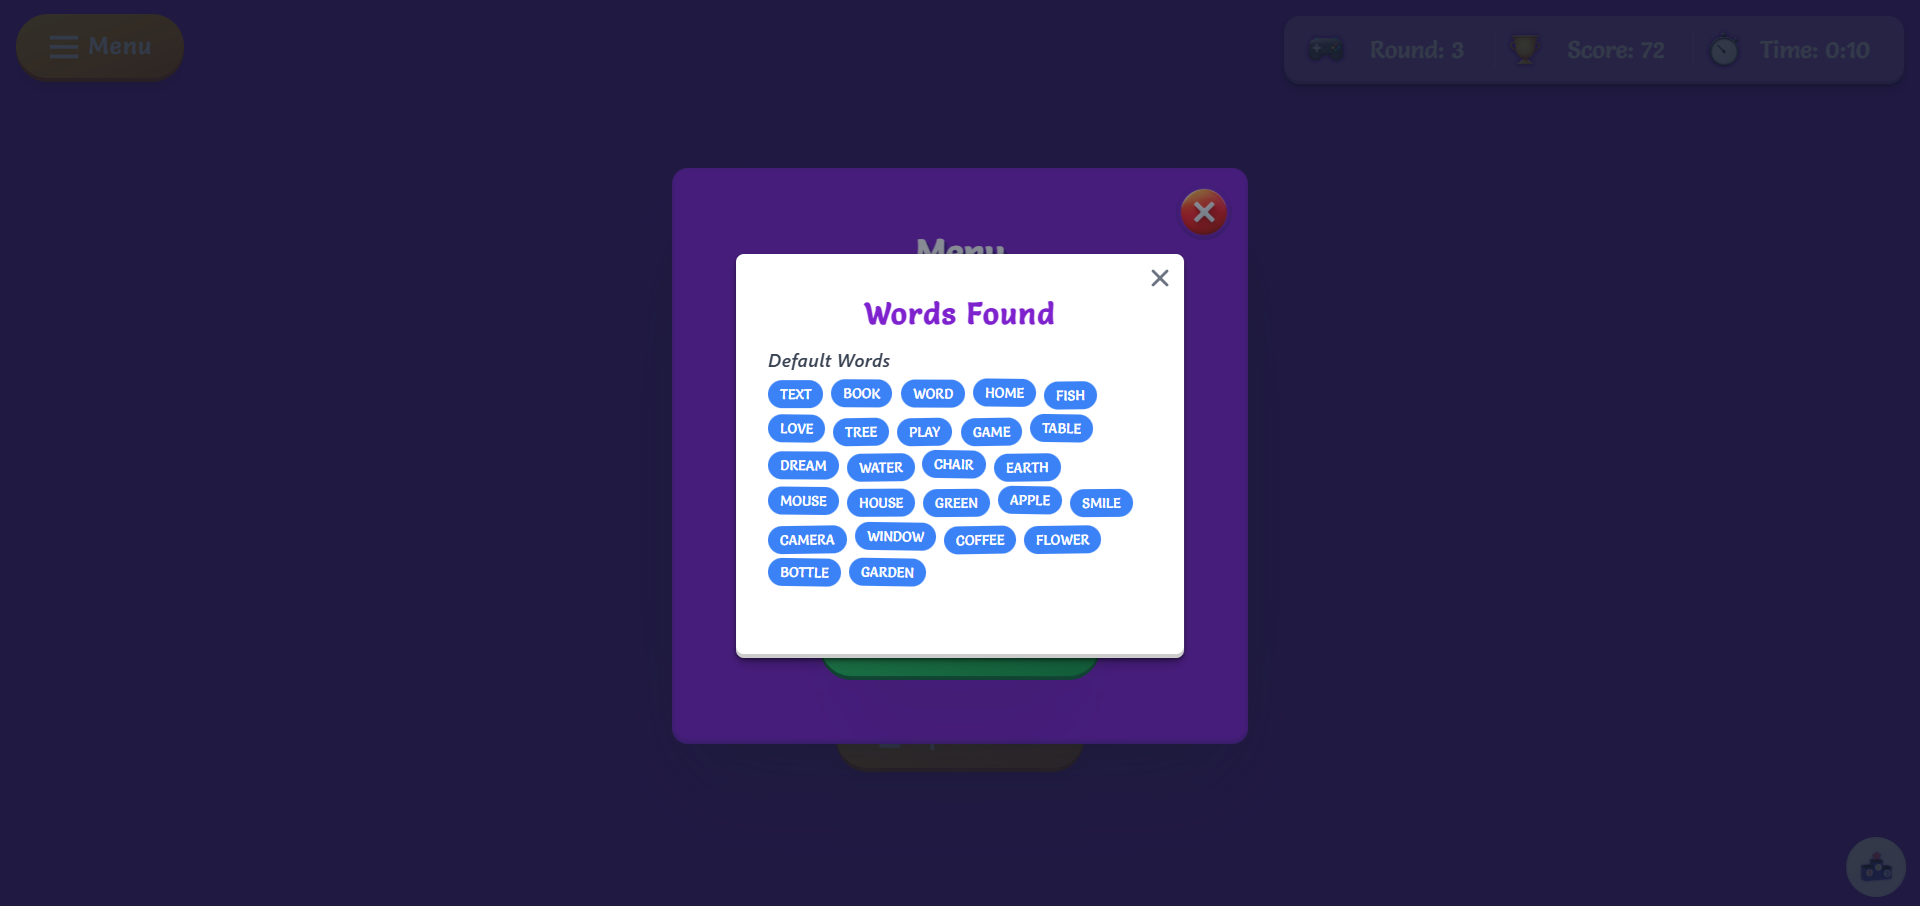 Menu
Round: 3 Score: 72 Time: 0:10
Menu
Words Found
Default Words
TEXT BOOK WORD HOME FISH
LOVE TREE PLAY GAME TABLE
DREAM WATER CHAIR EARTH
MOUSE HOUSE GREEN APPLE SMILE
CAMERA WINDOW COFFEE FLOWER
BOTTLE GARDEN